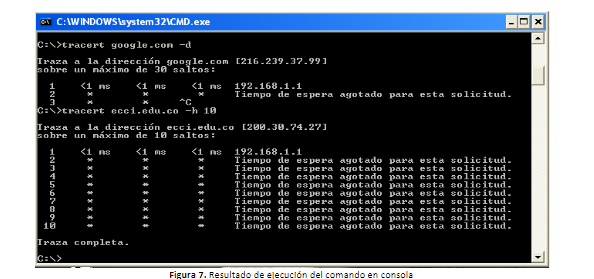 C:\WINDOWS\system32\CMD.exe
C:\>tracert google.com -d
Traza a la dirección google.com [216.239.37.99]
sobre un máximo de 30 saltos:
1 <1 ms <1 ms <1 ms 192.168.1.1
2 * * * Tiempo de espera agotado para esta solicitud.
3 * * ^C
C:\>tracert ecci.edu.co -h 10
Traza a la dirección ecci.edu.co [200.30.74.27]
sobre un máximo de 10 saltos:
1 <1 ms <1 ms <1 ms 192.168.1.1
2 * * * Tiempo de espera agotado para esta solicitud.
3 * * * Tiempo de espera agotado para esta solicitud.
4 * * * Tiempo de espera agotado para esta solicitud.
5 * * * Tiempo de espera agotado para esta solicitud.
6 * * * Tiempo de espera agotado para esta solicitud.
7 * * * Tiempo de espera agotado para esta solicitud.
8 * * * Tiempo de espera agotado para esta solicitud.
9 * * * Tiempo de espera agotado para esta solicitud.
10 * * * Tiempo de espera agotado para esta solicitud.
Traza completa.
C:\>
Figura 7. Resultado de ejecución del comando en consola